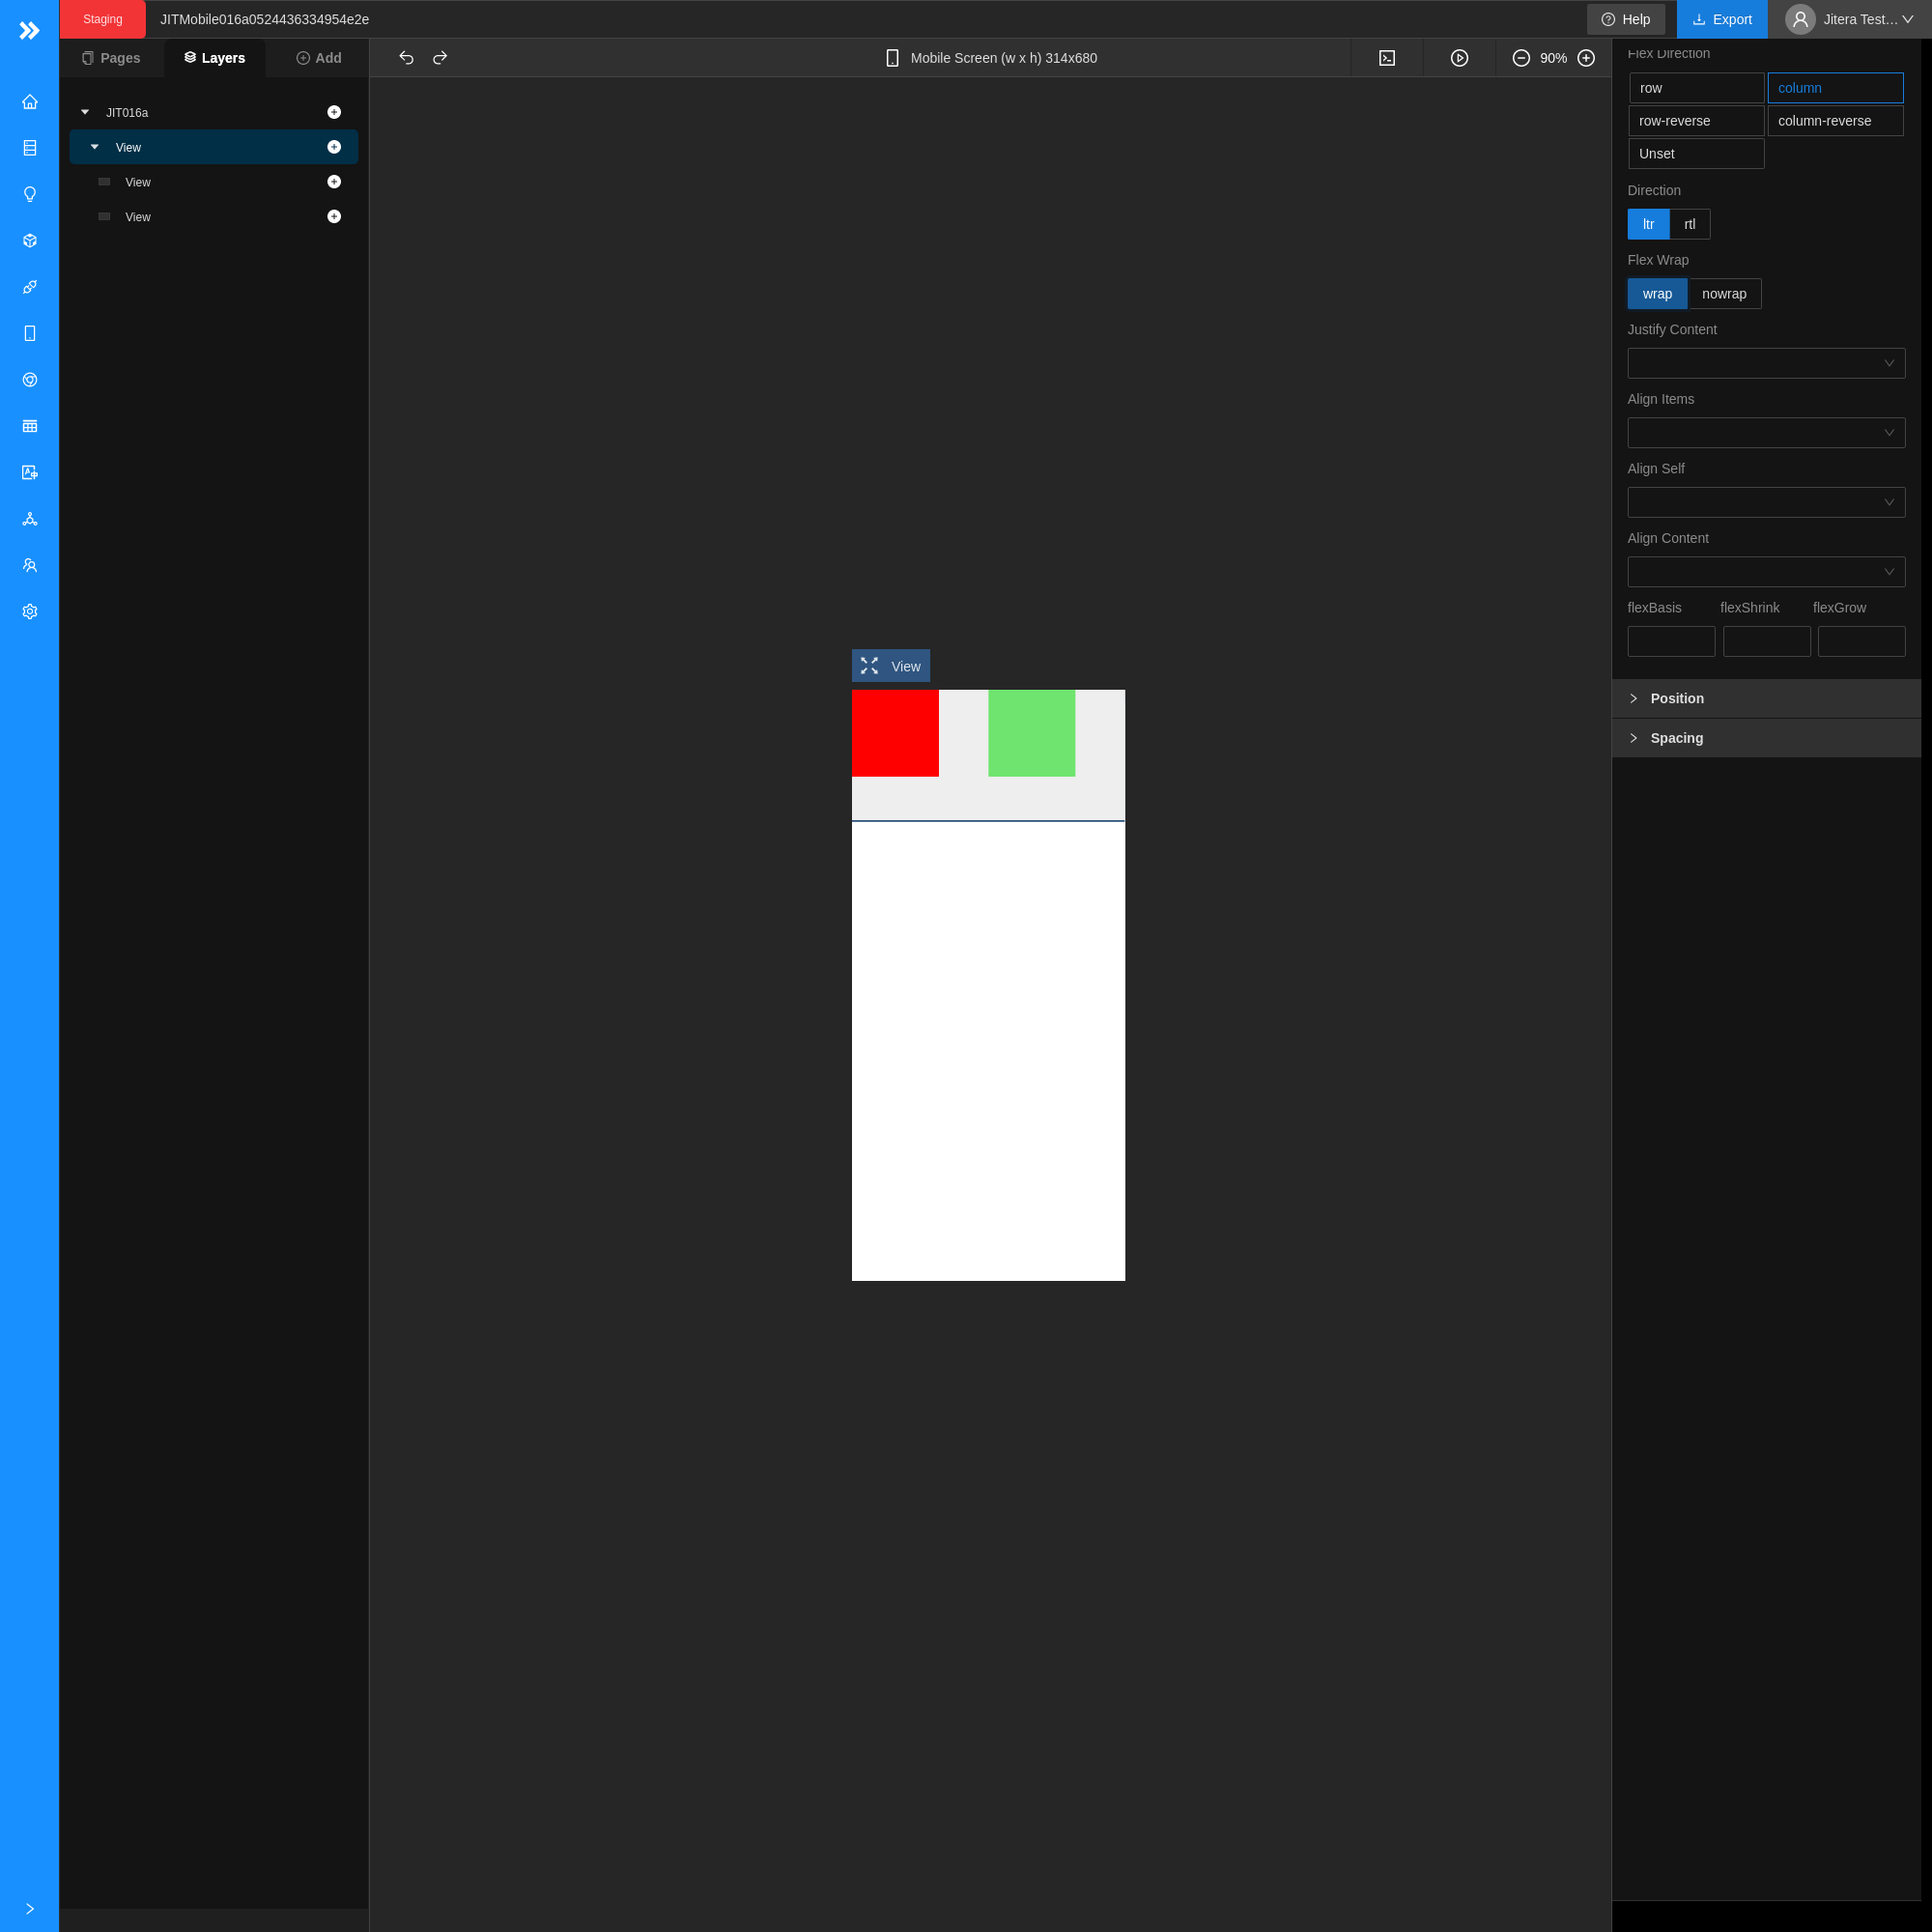 Staging
JITMobile016a0524436334954e2e
Help
Export
Jitera Test...
Pages
Layers
Add
Mobile Screen (w x h) 314x680
90%
JIT016a
View
View
View
View
Flex Direction
row
column
row-reverse
column-reverse
Unset
Direction
ltr
rtl
Flex Wrap
wrap
nowrap
Justify Content
Align Items
Align Self
Align Content
flexBasis
flexShrink
flexGrow
Position
Spacing